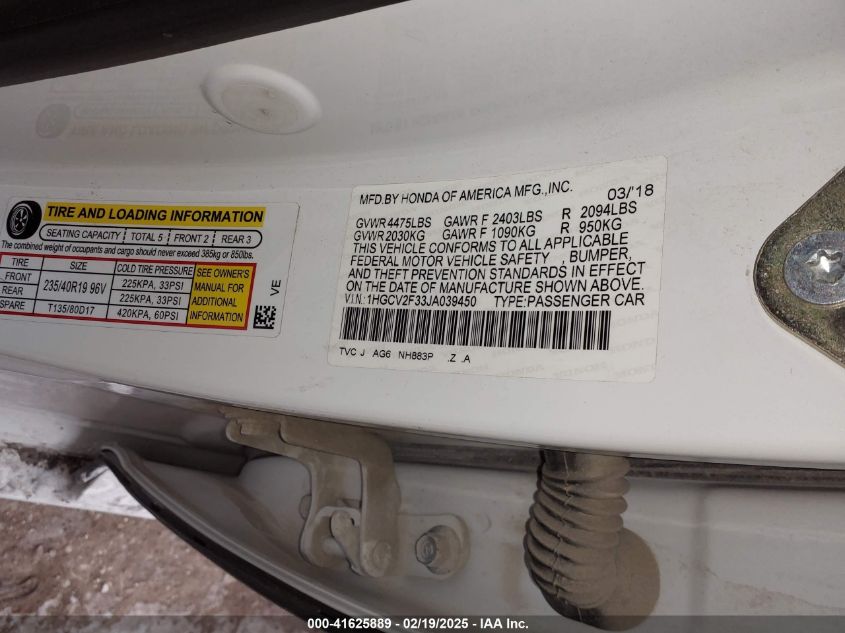 TIRE AND LOADING INFORMATION
SEATING CAPACITY TOTAL 5 FRONT 2 REAR 3
The combined weight of occupants and cargo should never exceed 385kg or 850lbs.
TIRE SIZE COLD TIRE PRESSURE SEE OWNER'S MANUAL FOR ADDITIONAL INFORMATION
FRONT 235/40R19 96V 225KPA, 33PSI
REAR 225KPA, 33PSI
SPARE T135/80D17 420KPA, 60PSI
VE
MFD.BY HONDA OF AMERICA MFG.,INC. 03/'18
GVWR 4475LBS GAWR F 2403LBS R 2094LBS
GVWR 2030KG GAWR F 1090KG R 950KG
THIS VEHICLE CONFORMS TO ALL APPLICABLE
FEDERAL MOTOR VEHICLE SAFETY , BUMPER,
AND THEFT PREVENTION STANDARDS IN EFFECT
ON THE DATE OF MANUFACTURE SHOWN ABOVE.
V.I.N.:1HGCV2F33JA039450 TYPE:PASSENGER CAR
TVC J AG6 NH883P .Z .A
000-41625889 - 02/19/2025 - IAA Inc.